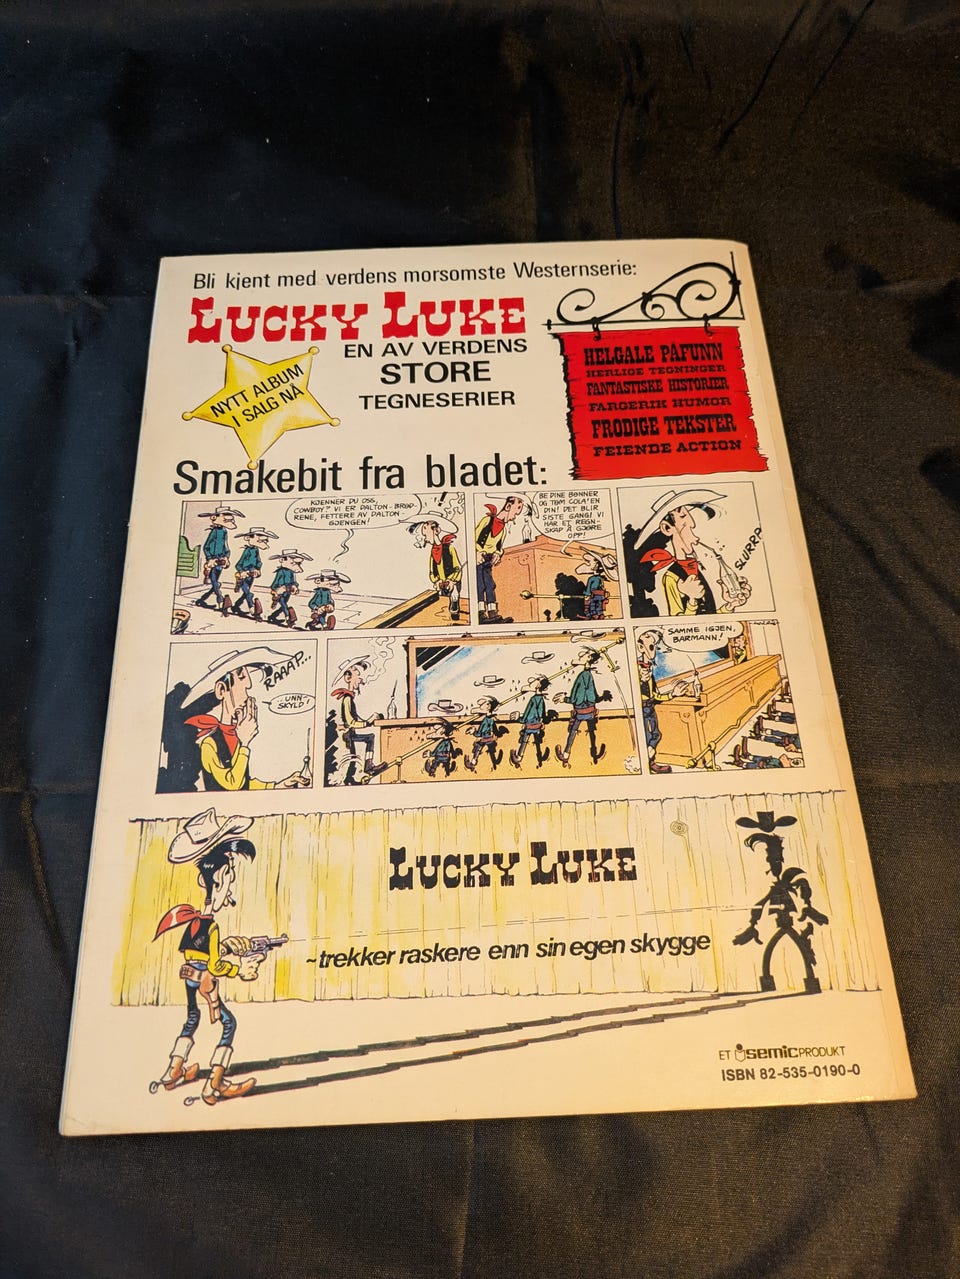 Bli kjent med verdens morsomste Westernserie:
LUCKY LUKE
EN AV VERDENS
STORE
TEGNESERIER
NYTT ALBUM
I SALG NÅ
HELGALE PÅFUNN
HERLIGE TEGNINGER
FANTASTISKE HISTORIER
FARGERIK HUMOR
FRODIGE TEKSTER
FEIENDE ACTION
Smakebit fra bladet:
KJENNER DU OSS,
COWBOY? VI ER DALTON-BRØD-
RENE, FETTERE AV DALTON-
GJENGEN!
!
BE DINE BØNNER
OG TØM COLA'EN
DIN! DET BLIR
SISTE GANG! VI
HAR ET REGN-
SKAP Å GJØRE
OPP!
SLURRP
RAAAP...
..UNN-
SKYLD!
SAMME IGJEN,
BARMANN!
LUCKY LUKE
~trekker raskere enn sin egen skygge
ET semic PRODUKT
ISBN 82-535-0190-0